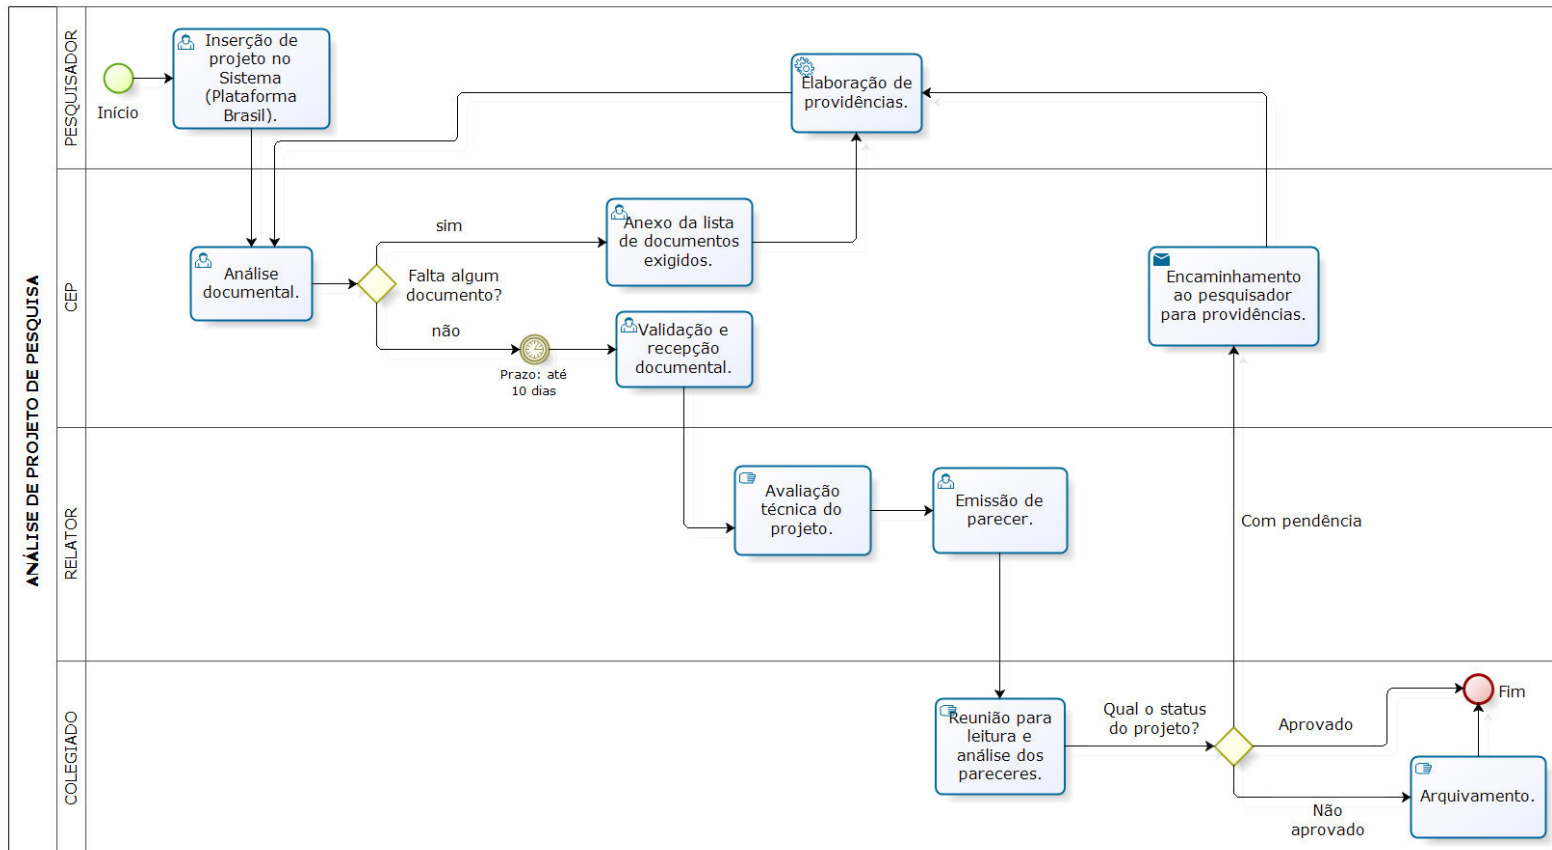 ANÁLISE DE PROJETO DE PESQUISA
PESQUISADOR
Início
Inserção de
projeto no
Sistema
(Plataforma
Brasil).
Elaboração de
providências.
CEP
Análise
documental.
Falta algum
documento?
sim
não
Anexo da lista
de documentos
exigidos.
Prazo: até
10 dias
Validação e
recepção
documental.
Encaminhamento
ao pesquisador
para providências.
RELATOR
Avaliação
técnica do
projeto.
Emissão de
parecer.
Com pendência
COLEGIADO
Reunião para
leitura e
análise dos
pareceres.
Qual o status
do projeto?
Aprovado
Não
aprovado
Arquivamento.
Fim